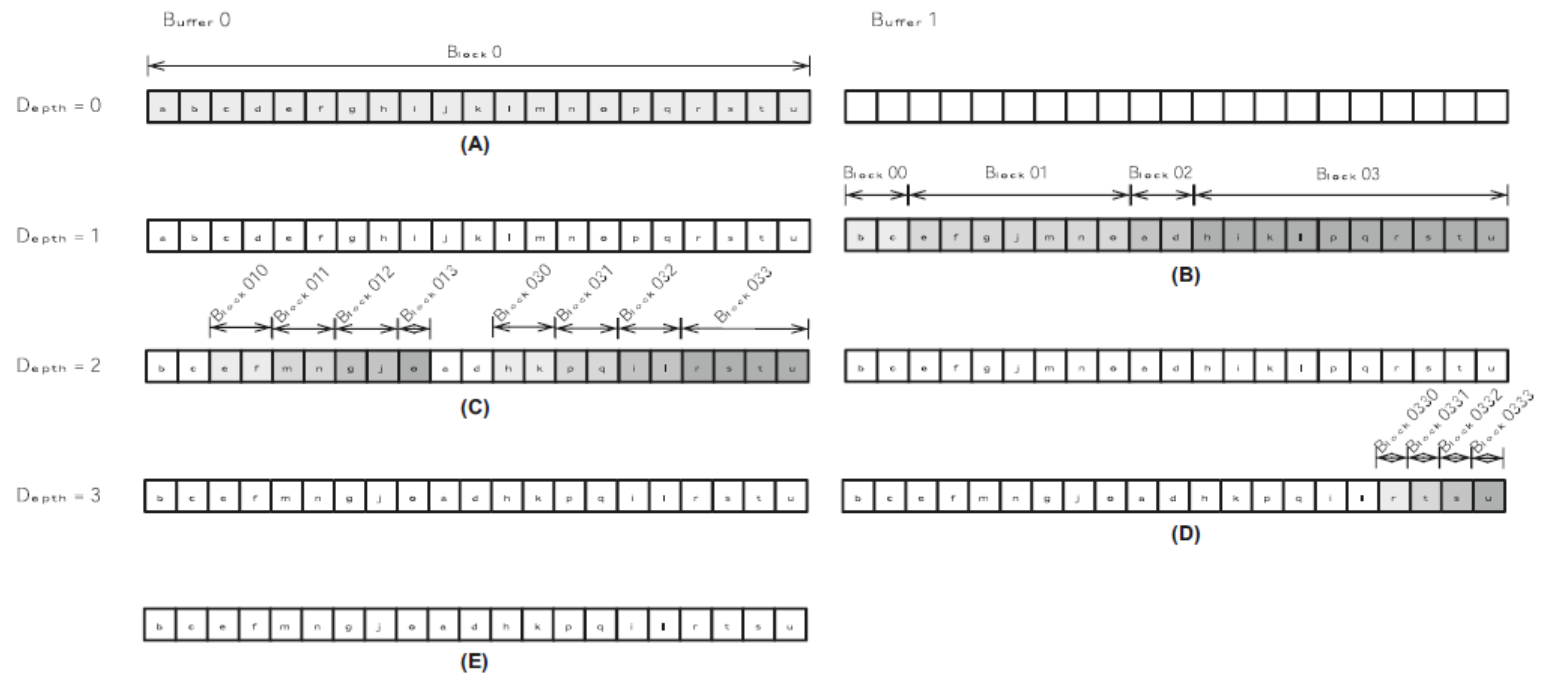 Buffer 0 Buffer 1
Block 0
Depth = 0 a b c d e f g h i j k l m n o p q r s t u
(A)
Block 00 Block 01 Block 02 Block 03
Depth = 1 a b c d e f g h i j k l m n o p q r s t u b c e f g j m n o a d h i k l p q r s t u
(B)
Block 010 Block 011 Block 012 Block 013 Block 030 Block 031 Block 032 Block 033
Depth = 2 b c e f m n g j o a d h k p q i l r s t u b c e f g j m n o a d h i k l p q r s t u
(C)
Block 0330 Block 0331 Block 0332 Block 0333
Depth = 3 b c e f m n g j o a d h k p q i l r s t u b c e f m n g j o a d h k p q i l r t s u
(D)
b c e f m n g j o a d h k p q i l r t s u
(E)